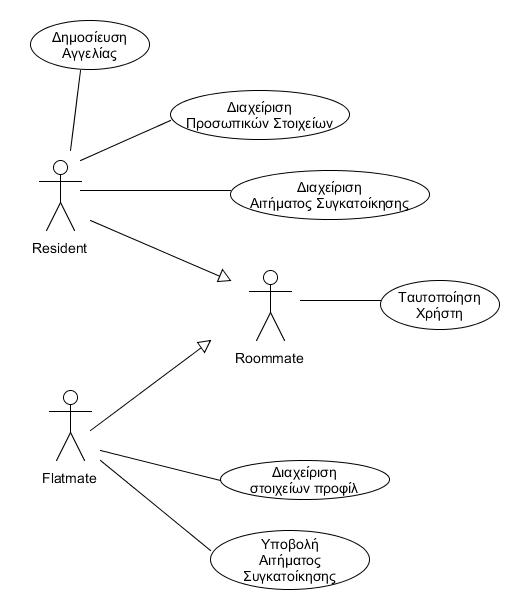 Δημοσίευση
Αγγελίας
Διαχείριση
Προσωπικών Στοιχείων
Διαχείριση
Αιτήματος Συγκατοίκησης
Resident
Ταυτοποίηση
Χρήστη
Roommate
Flatmate
Διαχείριση
στοιχείων προφίλ
Υποβολή
Αιτήματος
Συγκατοίκησης